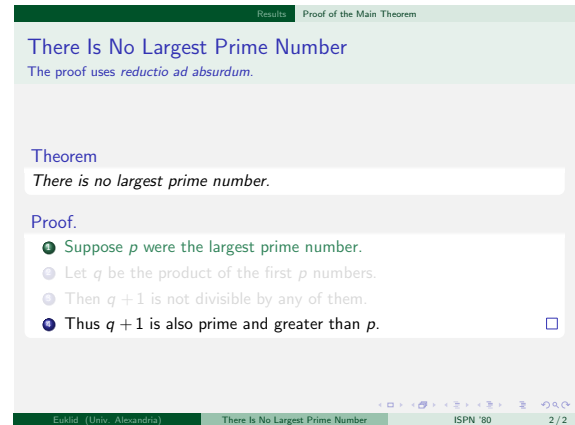 Results Proof of the Main Theorem
There Is No Largest Prime Number
The proof uses reductio ad absurdum.
Theorem
There is no largest prime number.
Proof.
1 Suppose p were the largest prime number.
2 Let q be the product of the first p numbers.
3 Then q + 1 is not divisible by any of them.
4 Thus q + 1 is also prime and greater than p.
Euklid (Univ. Alexandria) There Is No Largest Prime Number ISPN '80 2 / 2